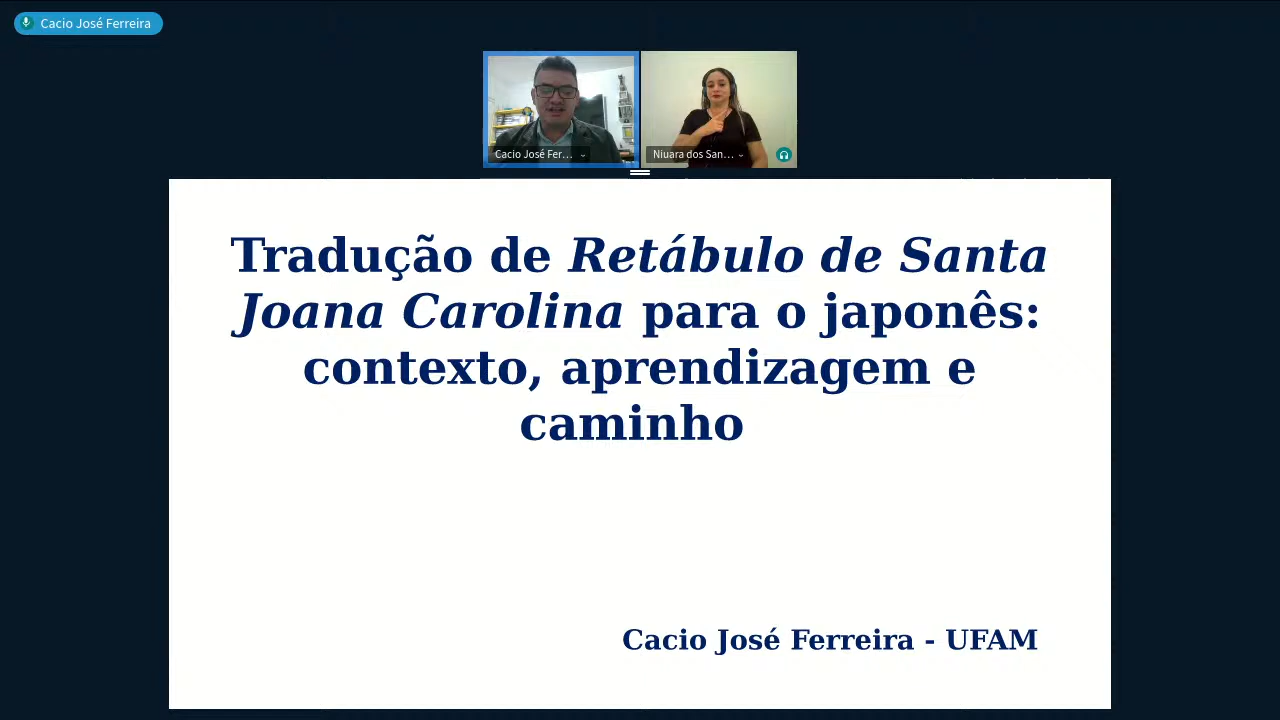 Cacio José Ferreira
Cacio José Fer...
Niuara dos San...
Tradução de Retábulo de Santa
Joana Carolina para o japonês:
contexto, aprendizagem e
caminho
Cacio José Ferreira - UFAM